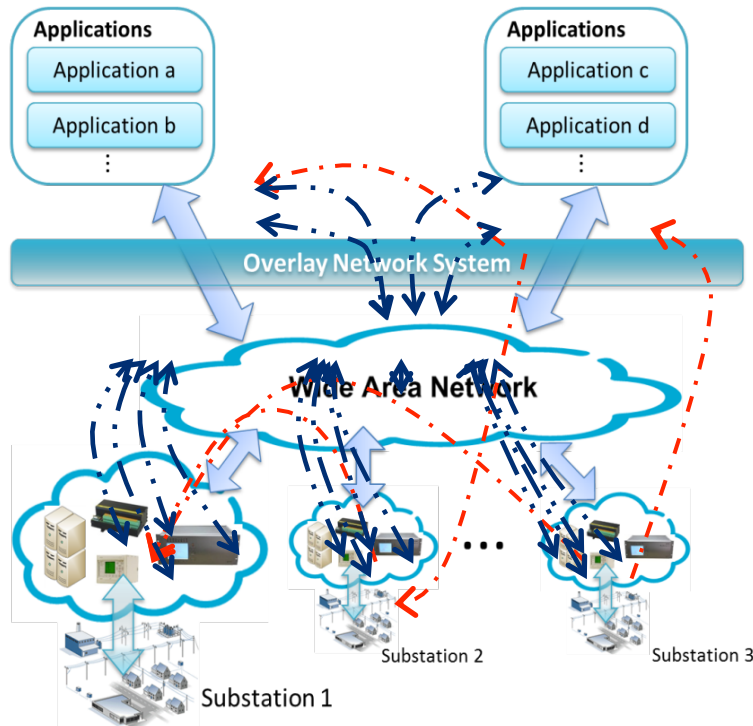 Applications
Application a
Application b
⋮
Applications
Application c
Application d
⋮
Overlay Network System
Wide Area Network
...
Substation 2
Substation 3
Substation 1